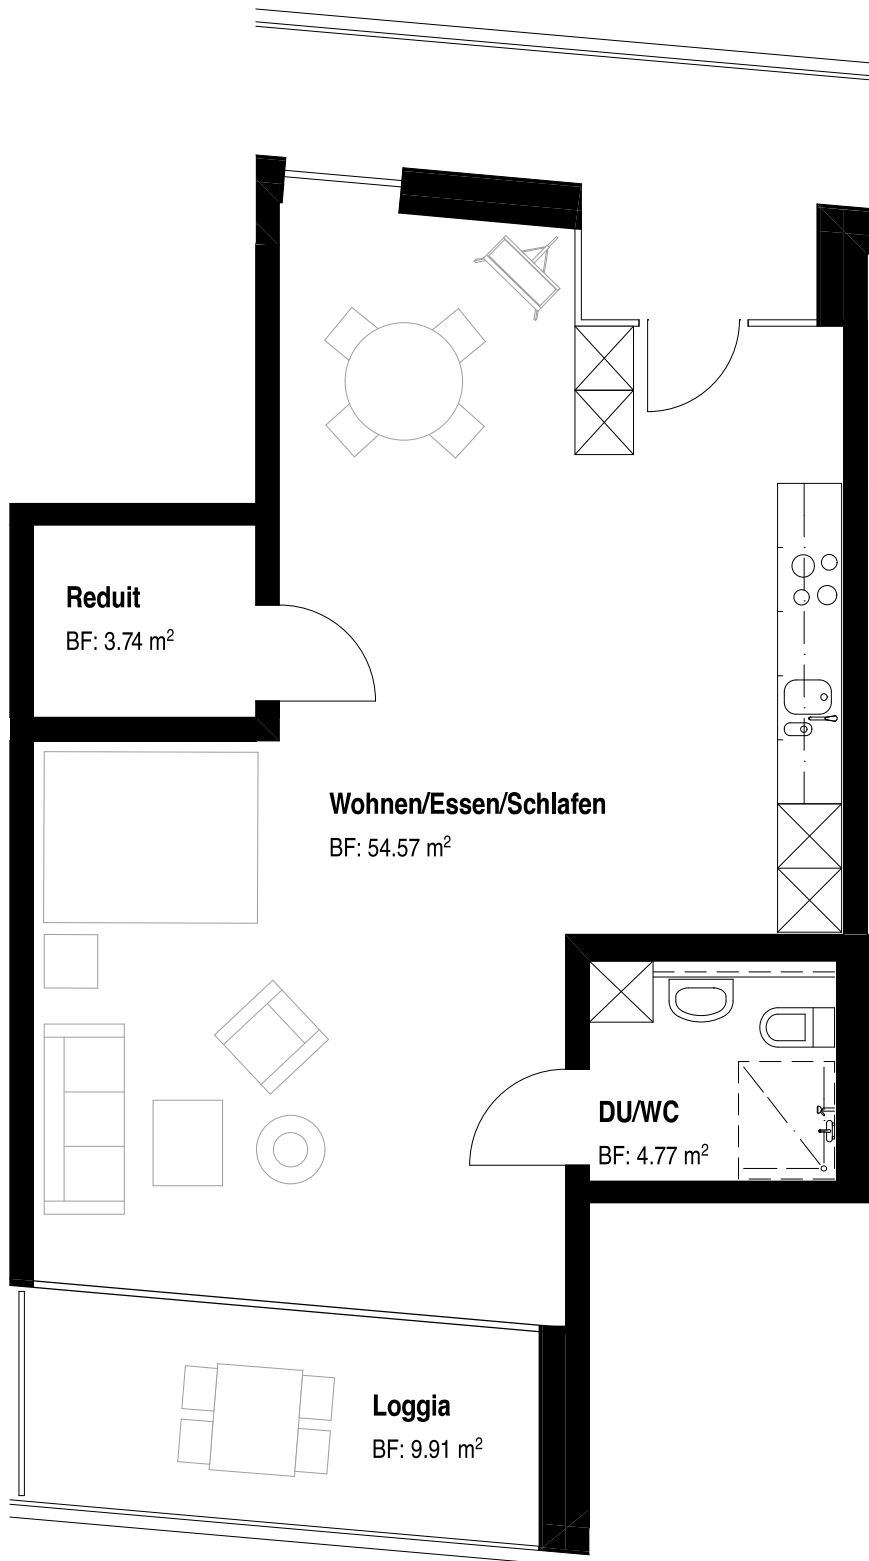 Reduit
BF: 3.74 m²
Wohnen/Essen/Schlafen
BF: 54.57 m²
DU/WC
BF: 4.77 m²
Loggia
BF: 9.91 m²